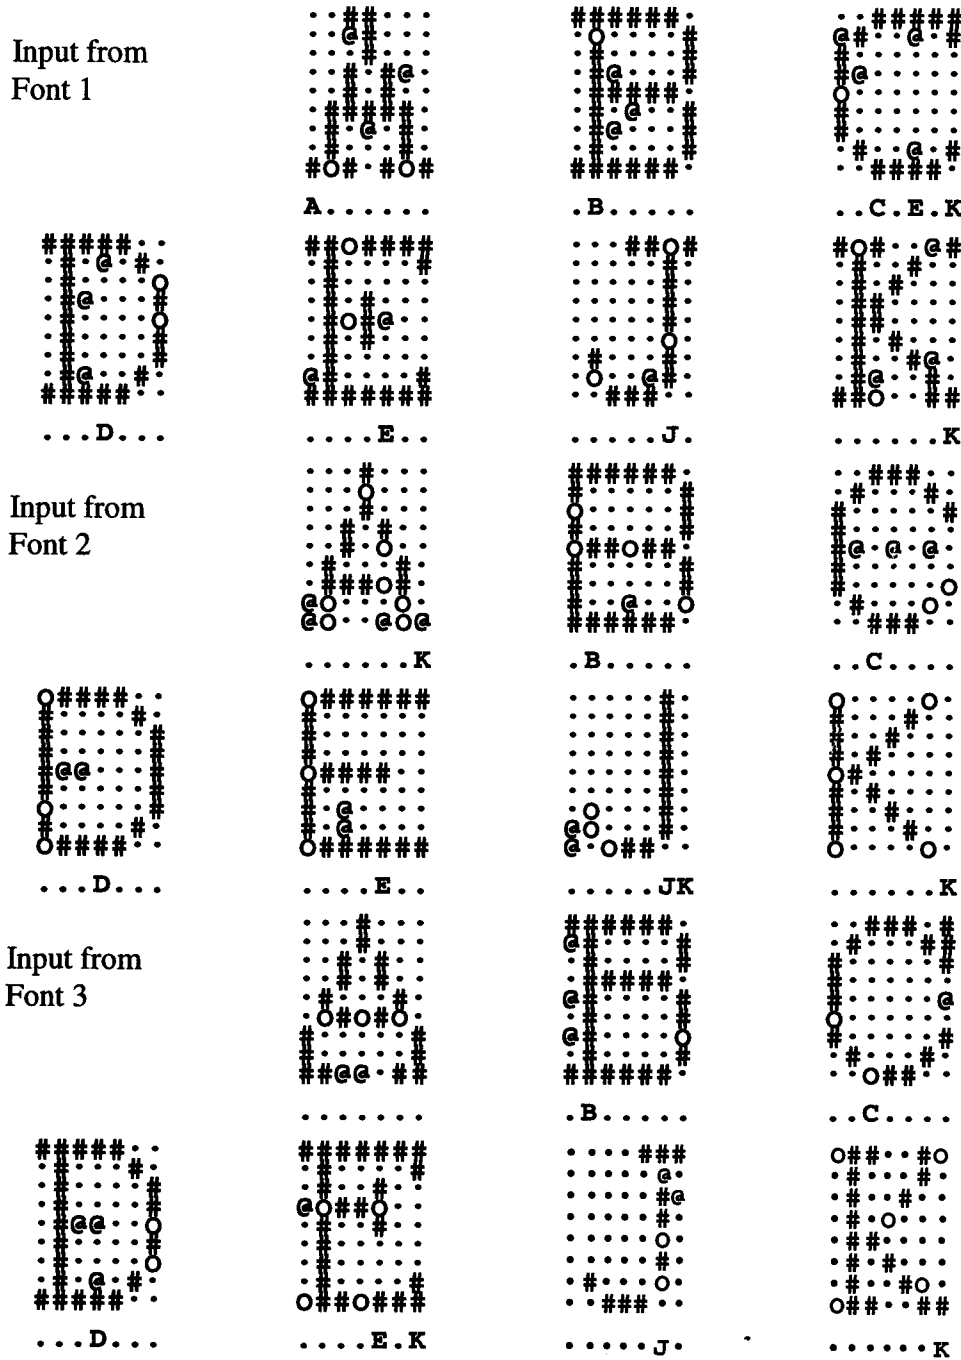 Input from
Font 1
A......
.B.....
..C.E.K
...D...
....E..
.....J.
......K
Input from
Font 2
......K
.B.....
..C....
...D...
....E..
.....JK
......K
Input from
Font 3
.......
.B.....
..C....
...D...
....E.K
.....J.
......K